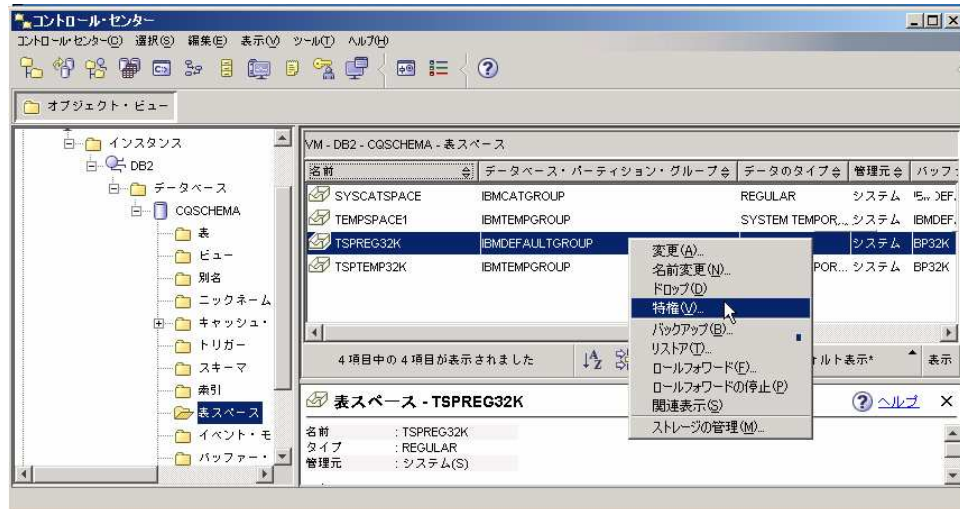 コントロール・センター
コントロール・センター(C) 選択(S) 編集(E) 表示(V) ツール(T) ヘルプ(H)
オブジェクト・ビュー
インスタンス
DB2
データベース
CQSCHEMA
表
ビュー
別名
ニックネーム
キャッシュ・
トリガー
スキーマ
索引
表スペース
イベント・モ
バッファー・
VM - DB2 - CQSCHEMA - 表スペース
名前 データベース・パーティション・グループ データのタイプ 管理元 バッファ
SYSCATSPACE IBMCATGROUP REGULAR システム
TEMPSPACE1 IBMTEMPGROUP SYSTEM TEMPOR... システム IBMDEF.
TSPREG32K IBMDEFAULTGROUP システム BP32K
TSPTEMP32K IBMTEMPGROUP POR... システム BP32K
変更(A)...
名前変更(N)...
ドロップ(D)
特権(V)...
バックアップ(B)...
リストア(T)...
ロールフォワード(F)...
ロールフォワードの停止(P)
関連表示(S)
ストレージの管理(M)...
4 項目中の 4 項目が表示されました ォルト表示* 表示
表スペース - TSPREG32K ヘルプ
名前 : TSPREG32K
タイプ : REGULAR
管理元 : システム(S)